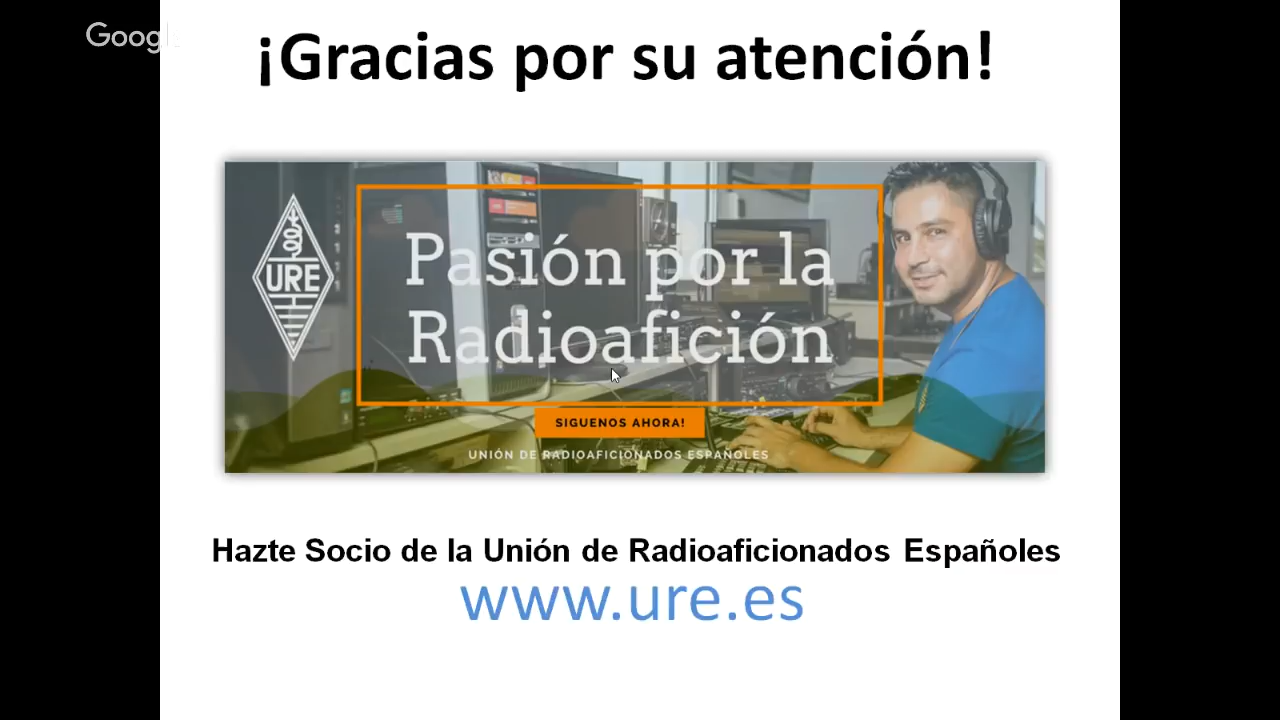 Google
¡Gracias por su atención!
URE
Pasión por la
Radioafición
SIGUENOS AHORA!
UNIÓN DE RADIOAFICIONADOS ESPAÑOLES
Hazte Socio de la Unión de Radioaficionados Españoles
www.ure.es